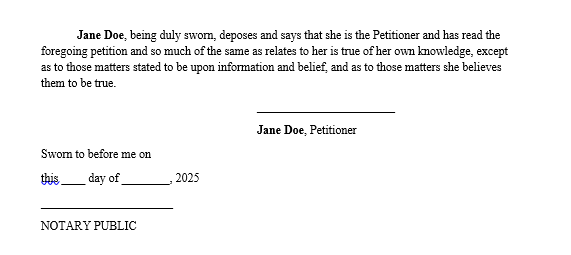 Jane Doe, being duly sworn, deposes and says that she is the Petitioner and has read the
foregoing petition and so much of the same as relates to her is true of her own knowledge, except
as to those matters stated to be upon information and belief, and as to those matters she believes
them to be true.
Jane Doe, Petitioner
Sworn to before me on
this ____ day of ________, 2025
NOTARY PUBLIC